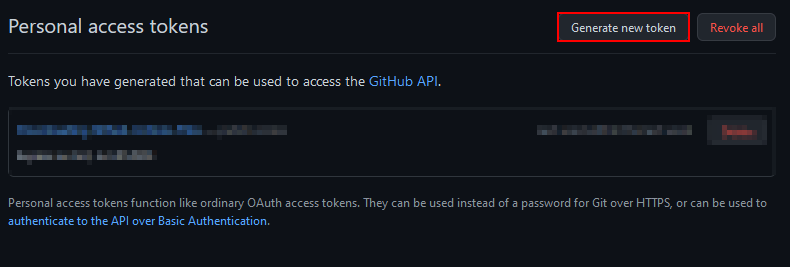 Personal access tokens
Generate new token
Revoke all
Tokens you have generated that can be used to access the GitHub API.
Personal access tokens function like ordinary OAuth access tokens. They can be used instead of a password for Git over HTTPS, or can be used to
authenticate to the API over Basic Authentication.